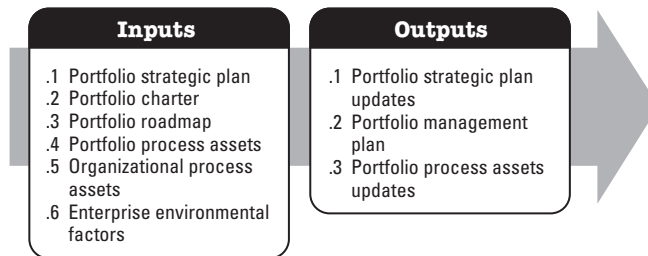 Inputs
.1 Portfolio strategic plan
.2 Portfolio charter
.3 Portfolio roadmap
.4 Portfolio process assets
.5 Organizational process
assets
.6 Enterprise environmental
factors
Outputs
.1 Portfolio strategic plan
updates
.2 Portfolio management
plan
.3 Portfolio process assets
updates